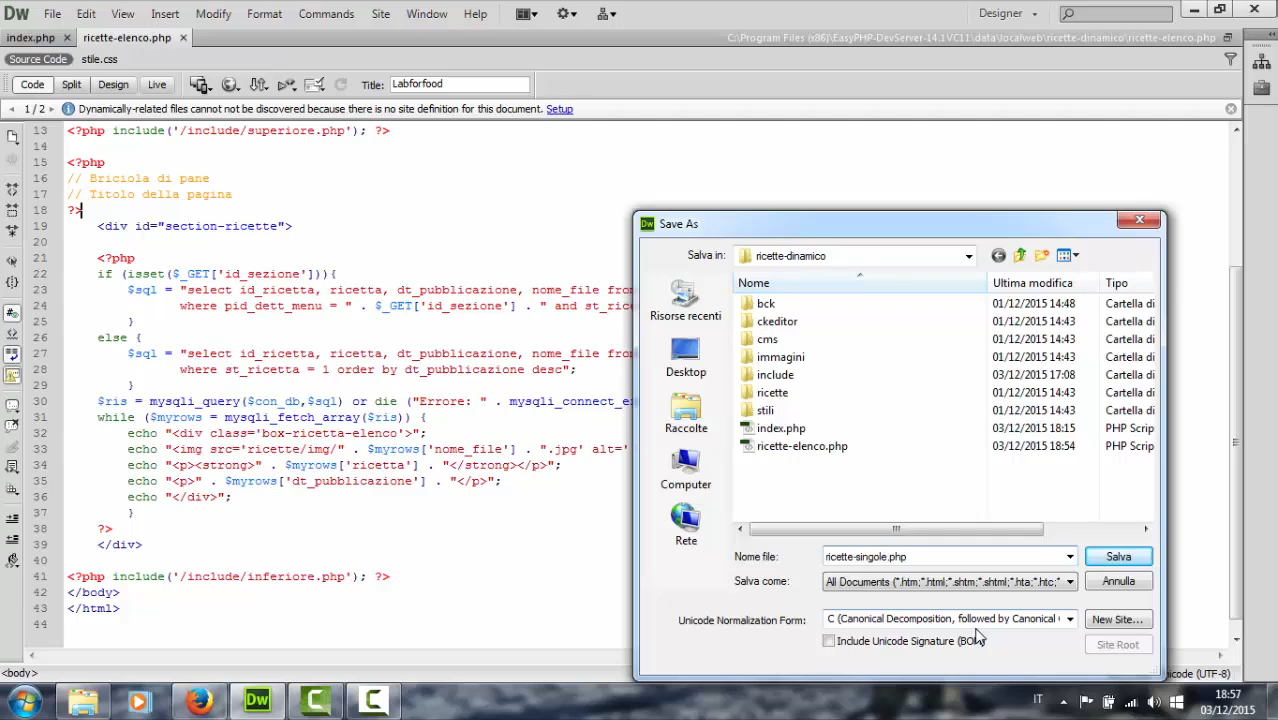 Dw File Edit View Insert Modify Format Commands Site Window Help Designer
index.php ricette-elenco.php C:\Program Files (x86)\EasyPHP-DevServer-14.1VC11\data\localweb\ricette-dinamico\ricette-elenco.php
Source Code stile.css
Code Split Design Live Title: Labforfood
1 / 2 Dynamically-related files cannot not be discovered because there is no site definition for this document. Setup
13 <?php include('/include/superiore.php'); ?>
14
15 <?php
16 // Briciola di pane
17 // Titolo della pagina
18 ?>
19 <div id="section-ricette">
20
21 <?php
22 if (isset($_GET['id_sezione'])){
23 $sql = "select id_ricetta, ricetta, dt_pubblicazione, nome_file from
24 where pid_dett_menu = " . $_GET['id_sezione'] . " and st_rice
25 }
26 else {
27 $sql = "select id_ricetta, ricetta, dt_pubblicazione, nome_file from
28 where st_ricetta = 1 order by dt_pubblicazione desc";
29 }
30 $ris = mysqli_query($con_db,$sql) or die ("Errore: " . mysqli_connect_e
31 while ($myrows = mysqli_fetch_array($ris)) {
32 echo "<div class='box-ricetta-elenco'>";
33 echo "<img src='ricette/img/" . $myrows['nome_file'] . ".jpg' alt='
34 echo "<p><strong>" . $myrows['ricetta'] . "</strong></p>";
35 echo "<p>" . $myrows['dt_pubblicazione'] . "</p>";
36 echo "</div>";
37 }
38 ?>
39 </div>
40
41 <?php include('/include/inferiore.php'); ?>
42 </body>
43 </html>
44
<body>
Unicode (UTF-8)
Save As
Salva in: ricette-dinamico
Risorse recenti
Desktop
Raccolte
Computer
Rete
Nome Ultima modifica Tipo
bck 01/12/2015 14:48 Cartella di
ckeditor 01/12/2015 14:43 Cartella di
cms 01/12/2015 14:43 Cartella di
immagini 01/12/2015 14:43 Cartella di
include 03/12/2015 17:08 Cartella di
ricette 01/12/2015 14:43 Cartella di
stili 01/12/2015 14:43 Cartella di
index.php 03/12/2015 18:15 PHP Scrip
ricette-elenco.php 03/12/2015 18:54 PHP Scrip
Nome file: ricette-singole.php Salva
Salva come: All Documents (*.htm;*.html;*.shtm;*.shtml;*.hta;*.htc;* Annulla
Unicode Normalization Form: C (Canonical Decomposition, followed by Canonical New Site...
Include Unicode Signature (BOM) Site Root
IT 18:57
03/12/2015